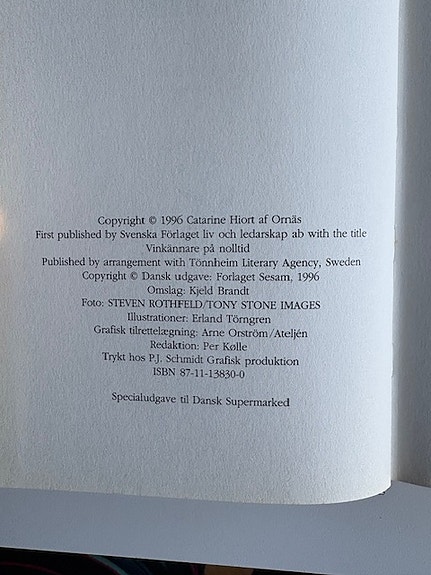 Copyright © 1996 Catarine Hiort af Ornäs
First published by Svenska Förlaget liv och ledarskap ab with the title
Vinkännare på nolltid
Published by arrangement with Tönnheim Literary Agency, Sweden
Copyright © Dansk udgave: Forlaget Sesam, 1996
Omslag: Kjeld Brandt
Foto: STEVEN ROTHFELD/TONY STONE IMAGES
Illustrationer: Erland Törngren
Grafisk tilrettelægning: Arne Orström/Ateljén
Redaktion: Per Kølle
Trykt hos P.J. Schmidt Grafisk produktion
ISBN 87-11-13830-0
Specialudgave til Dansk Supermarked